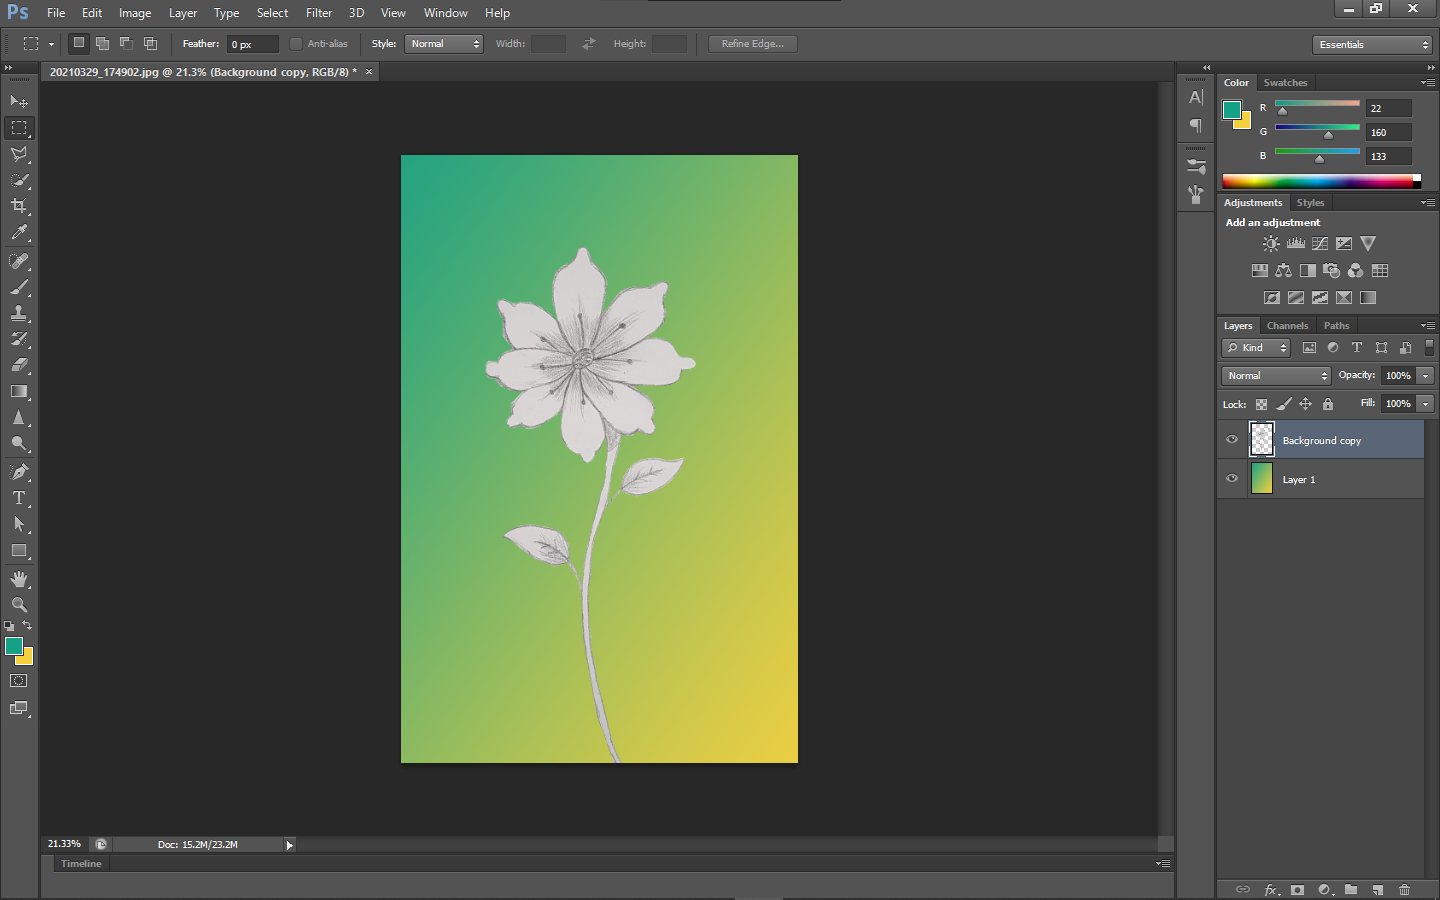 Ps File Edit Image Layer Type Select Filter 3D View Window Help
Feather: 0 px Anti-alias Style: Normal Width: Height: Refine Edge... Essentials
20210329_174902.jpg @ 21.3% (Background copy, RGB/8) * ×
Color Swatches
R 22
G 160
B 133
Adjustments Styles
Add an adjustment
Layers Channels Paths
Kind
Normal Opacity: 100%
Lock: Fill: 100%
Background copy
Layer 1
21.33% Doc: 15.2M/23.2M
Timeline
fx